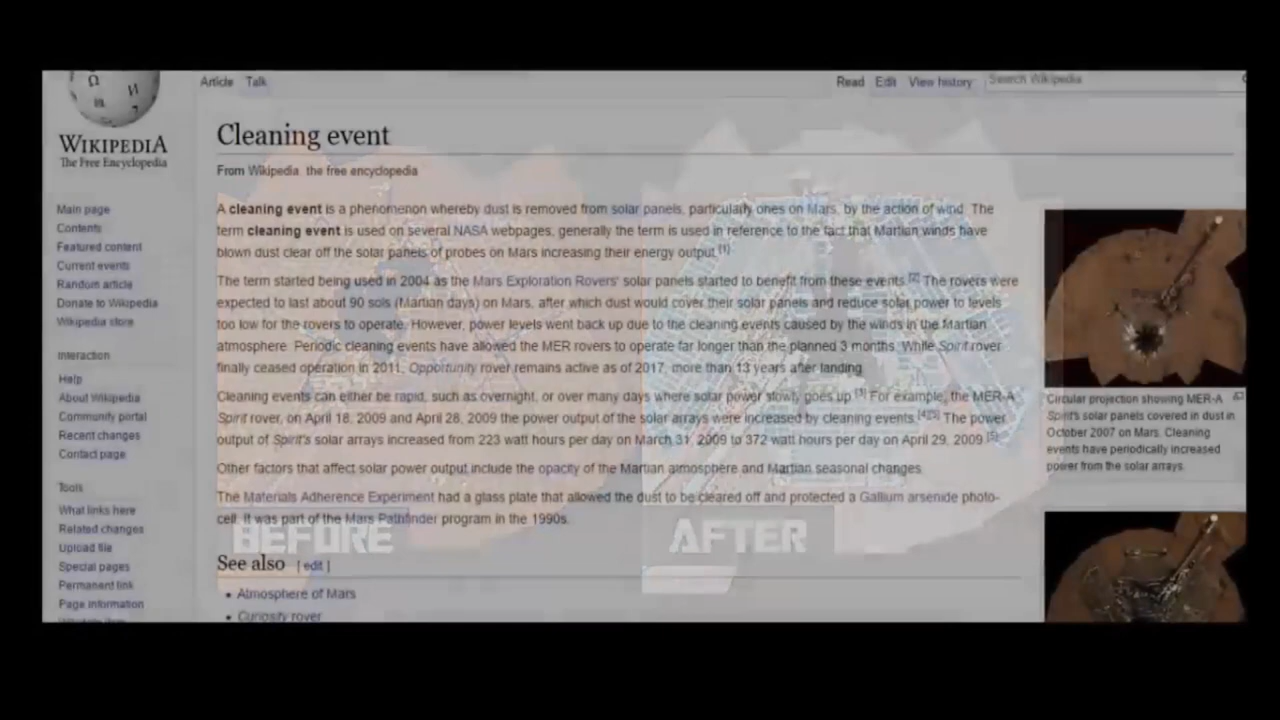 Article Talk
Read Edit View history
Search Wikipedia
WIKIPEDIA
The Free Encyclopedia
Main page
Contents
Featured content
Current events
Random article
Donate to Wikipedia
Wikipedia store
Interaction
Help
About Wikipedia
Community portal
Recent changes
Contact page
Tools
What links here
Related changes
Upload file
Special pages
Permanent link
Page information
Cleaning event
From Wikipedia the free encyclopedia
A cleaning event is a phenomenon whereby dust is removed from solar panels, particularly ones on Mars, by the action of wind. The
term cleaning event is used on several NASA webpages, generally the term is used in reference to the fact that Martian winds have
blown dust clear off the solar panels of probes on Mars increasing their energy output.[1]
The term started being used in 2004 as the Mars Exploration Rovers' solar panels started to benefit from these events.[2] The rovers were
expected to last about 90 sols (Martian days) on Mars, after which dust would cover their solar panels and reduce solar power to levels
too low for the rovers to operate. However, power levels went back up due to the cleaning events caused by the winds in the Martian
atmosphere. Periodic cleaning events have allowed the MER rovers to operate far longer than the planned 3 months. While Spirit rover
finally ceased operation in 2011, Opportunity rover remains active as of 2017, more than 13 years after landing.
Cleaning events can either be rapid, such as overnight, or over many days where solar power slowly goes up.[3] For example, the MER-A
Spirit rover, on April 18, 2009 and April 28, 2009 the power output of the solar arrays were increased by cleaning events.[4][5] The power
output of Spirit's solar arrays increased from 223 watt hours per day on March 31, 2009 to 372 watt hours per day on April 29, 2009.[5]
Other factors that affect solar power output include the opacity of the Martian atmosphere and Martian seasonal changes.
The Materials Adherence Experiment had a glass plate that allowed the dust to be cleared off and protected a Gallium arsenide photo-
cell. It was part of the Mars Pathfinder program in the 1990s.
BEFORE
AFTER
See also [ edit ]
• Atmosphere of Mars
• Curiosity rover
Circular projection showing MER-A
Spirit's solar panels covered in dust in
October 2007 on Mars. Cleaning
events have periodically increased
power from the solar arrays.